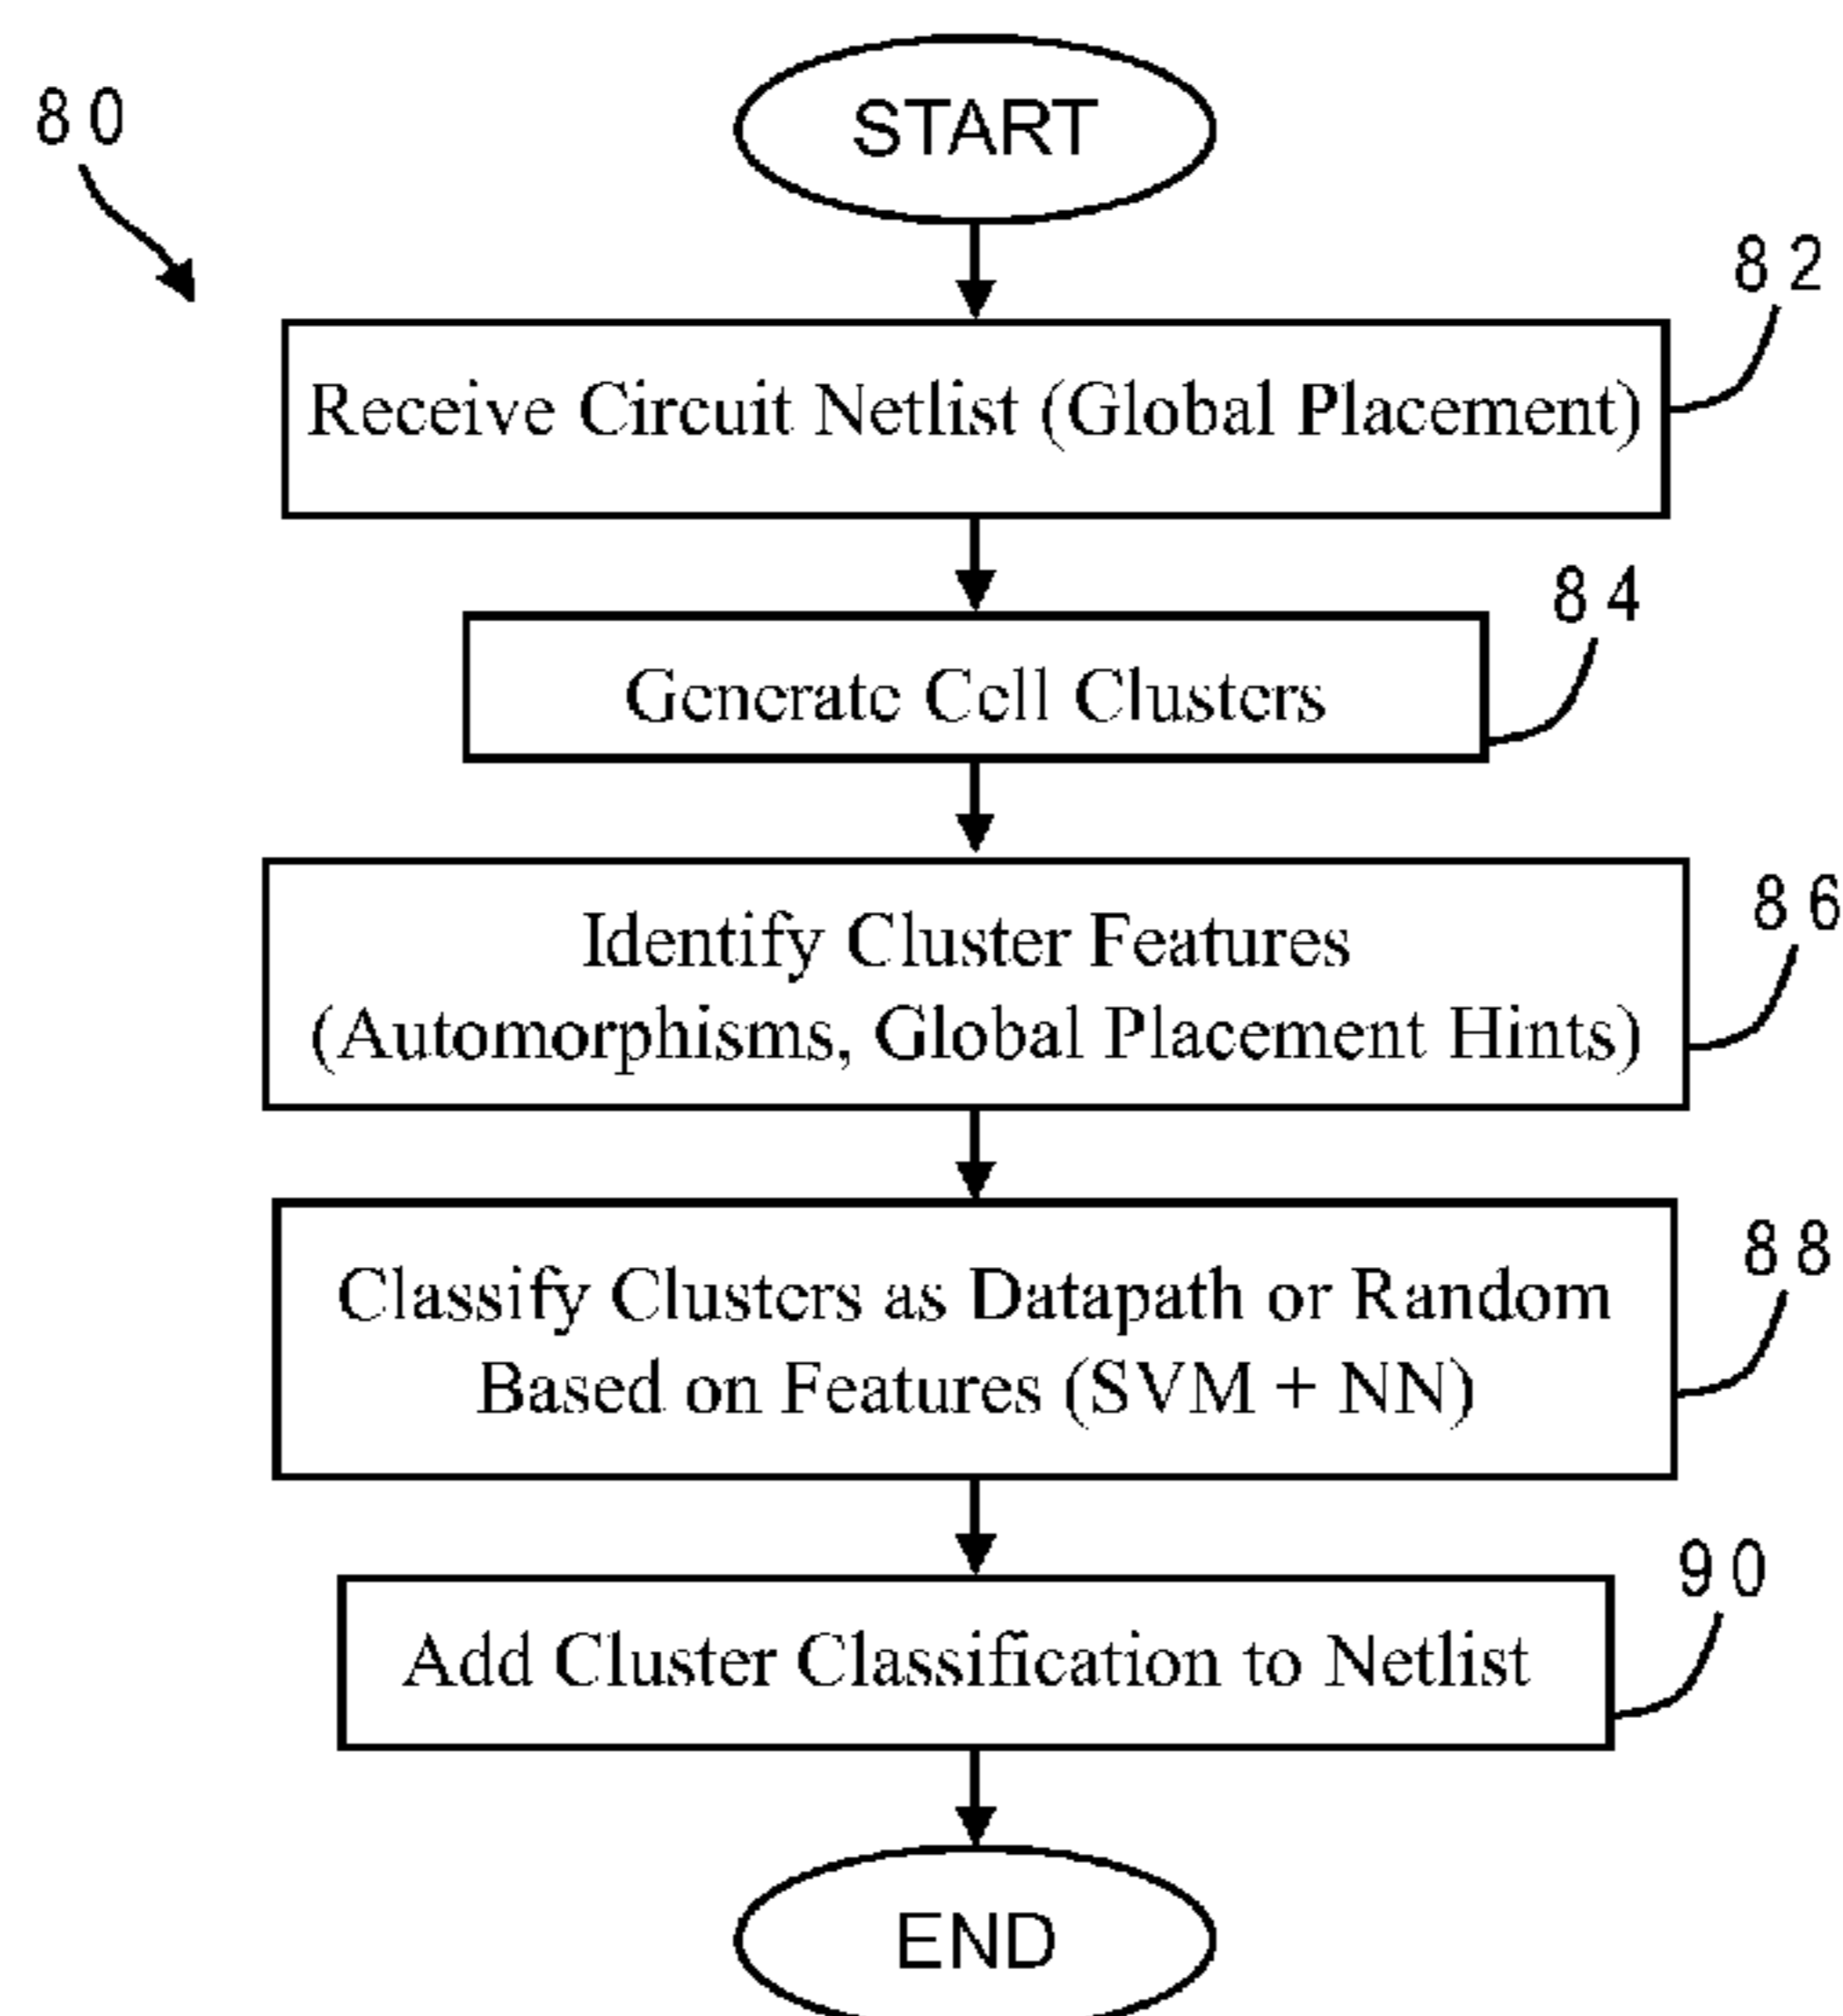 80
START
82
Receive Circuit Netlist (Global Placement)
84
Generate Cell Clusters
86
Identify Cluster Features
(Automorphisms, Global Placement Hints)
88
Classify Clusters as Datapath or Random
Based on Features (SVM + NN)
90
Add Cluster Classification to Netlist
END